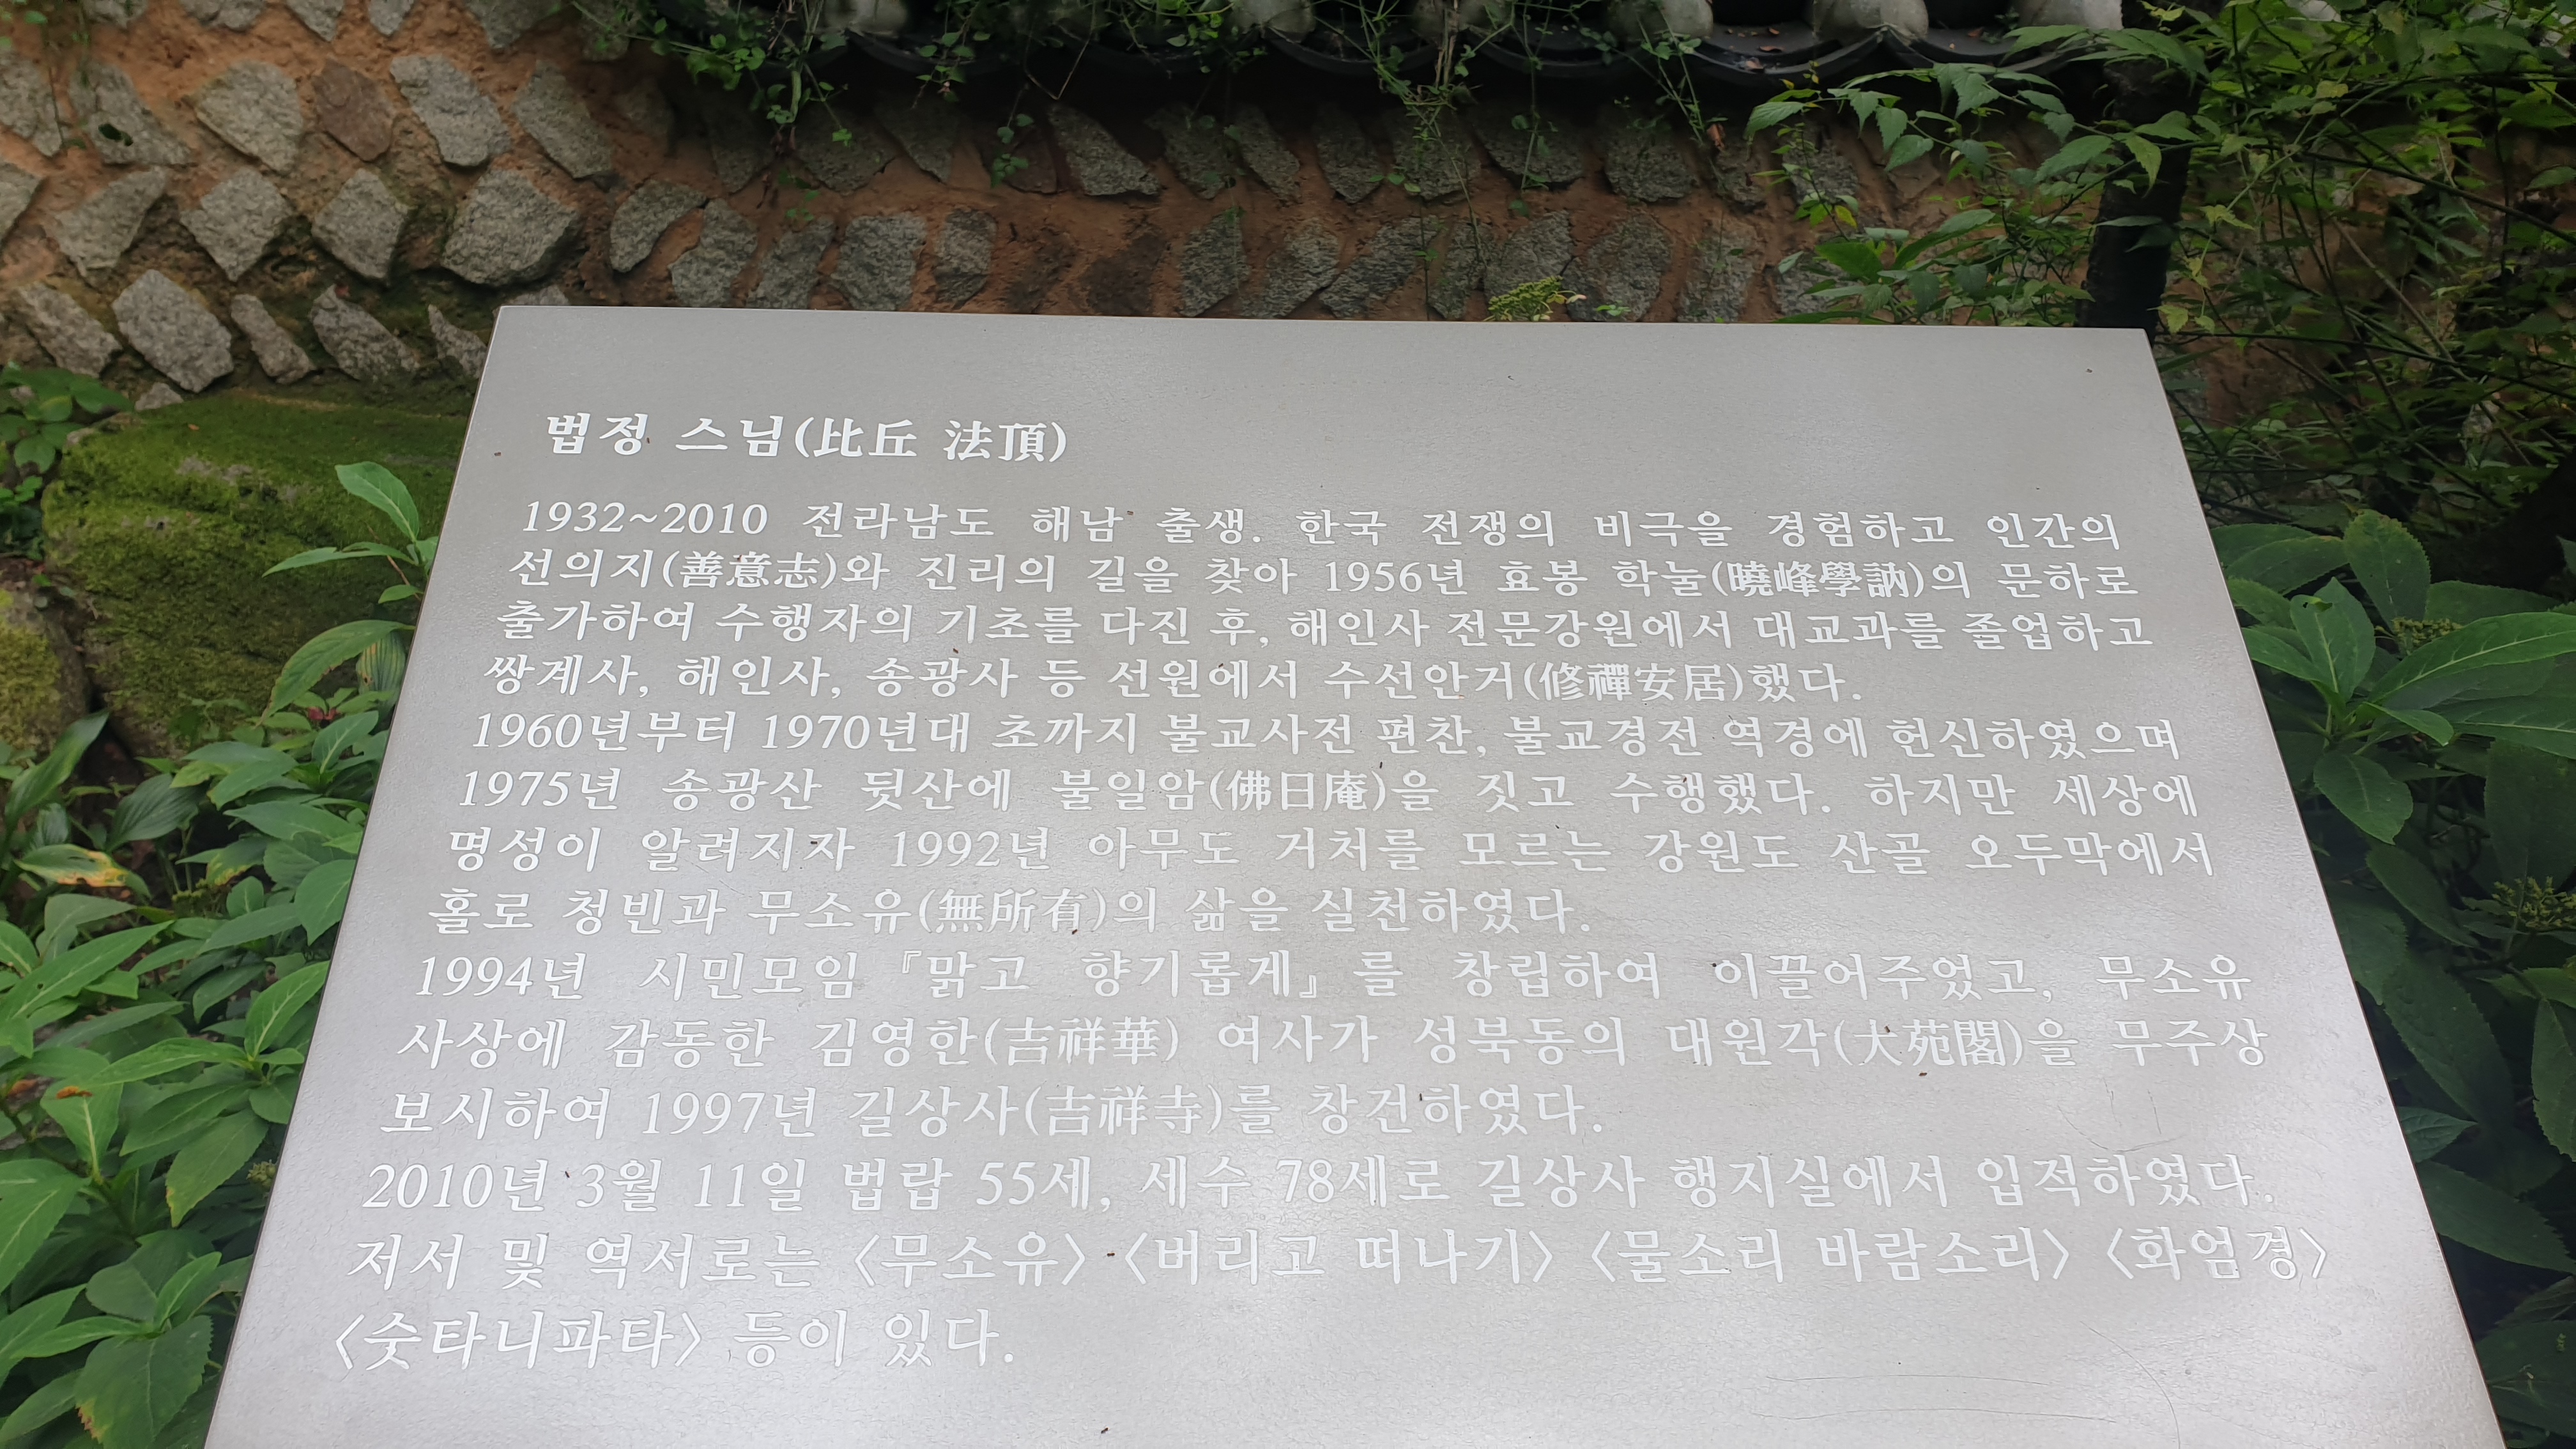 법정 스님(比丘 法頂)
1932~2010 전라남도 해남 출생. 한국 전쟁의 비극을 경험하고 인간의
선의지(善意志)와 진리의 길을 찾아 1956년 효봉 학눌(曉峰學訥)의 문하로
출가하여 수행자의 기초를 다진 후, 해인사 전문강원에서 대교과를 졸업하고
쌍계사, 해인사, 송광사 등 선원에서 수선안거(修禪安居)했다.
1960년부터 1970년대 초까지 불교사전 편찬, 불교경전 역경에 헌신하였으며
1975년 송광산 뒷산에 불일암(佛日庵)을 짓고 수행했다. 하지만 세상에
명성이 알려지자 1992년 아무도 거처를 모르는 강원도 산골 오두막에서
홀로 청빈과 무소유(無所有)의 삶을 실천하였다.
1994년 시민모임『맑고 향기롭게』를 창립하여 이끌어주었고, 무소유
사상에 감동한 김영한(吉祥華) 여사가 성북동의 대원각(大苑閣)을 무주상
보시하여 1997년 길상사(吉祥寺)를 창건하였다.
2010년 3월 11일 법랍 55세, 세수 78세로 길상사 행지실에서 입적하였다.
저서 및 역서로는 〈무소유〉〈버리고 떠나기〉〈물소리 바람소리〉〈화엄경〉
〈숫타니파타〉 등이 있다.